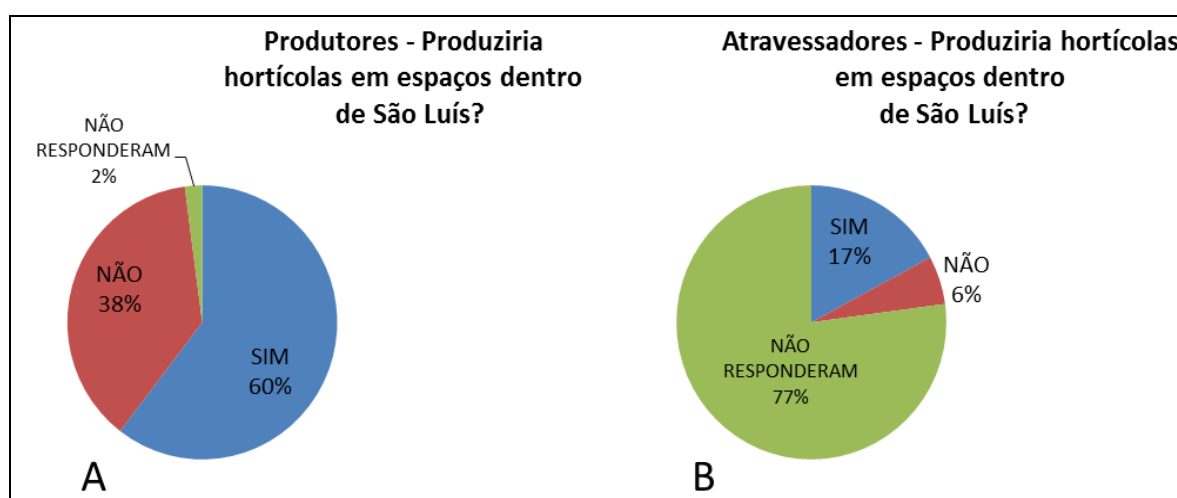 Produtores - Produziria
hortícolas em espaços dentro
de São Luís?
NÃO
RESPONDERAM
2%
NÃO
38%
SIM
60%
A
Atravessadores - Produziria hortícolas
em espaços dentro
de São Luís?
SIM
17%
NÃO
6%
NÃO
RESPONDERAM
77%
B